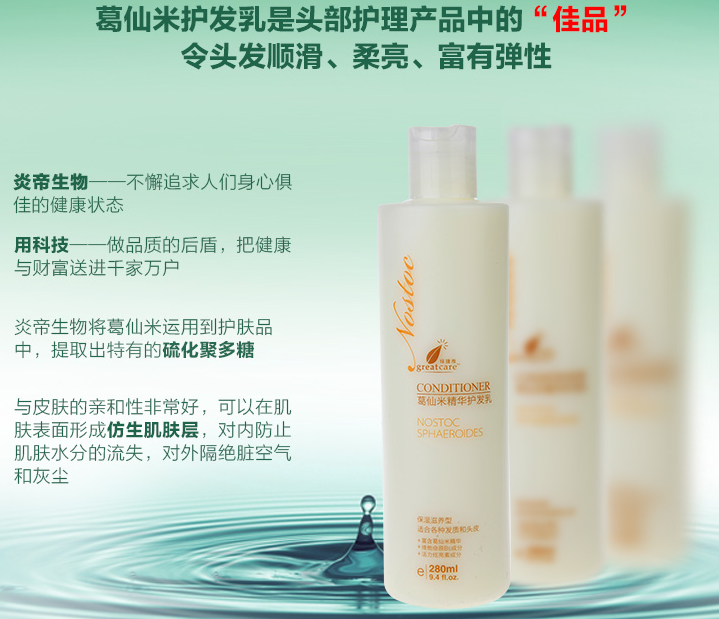 葛仙米护发乳是头部护理产品中的“佳品”
令头发顺滑、柔亮、富有弹性
炎帝生物——不懈追求人们身心俱
佳的健康状态
用科技——做品质的后盾，把健康
与财富送进千家万户
炎帝生物将葛仙米运用到护肤品
中，提取出特有的硫化聚多糖
与皮肤的亲和性非常好，可以在肌
肤表面形成仿生肌肤层，对内防止
肌肤水分的流失，对外隔绝脏空气
和灰尘
Nostoc
greatcare
CONDITIONER
葛仙米精华护发乳
NOSTOC
SPHAEROIDES
保湿滋养型
适合各种发质和头皮
e 280ml
9.4 fl.oz.